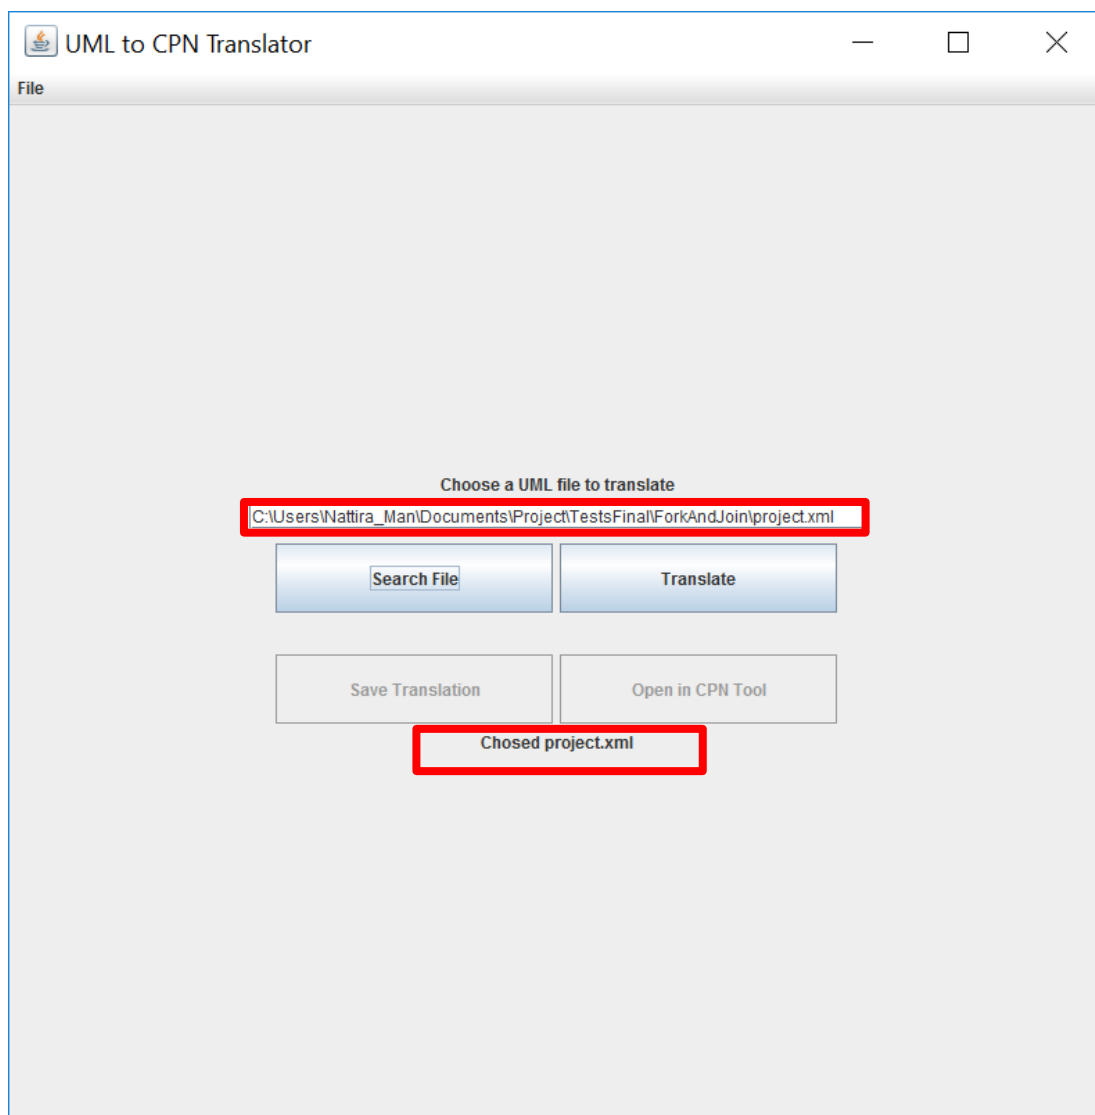 UML to CPN Translator
File
Choose a UML file to translate
C:\Users\Nattira_Man\Documents\Project\TestsFinal\ForkAndJoin\project.xml
Search File Translate
Save Translation Open in CPN Tool
Chosed project.xml